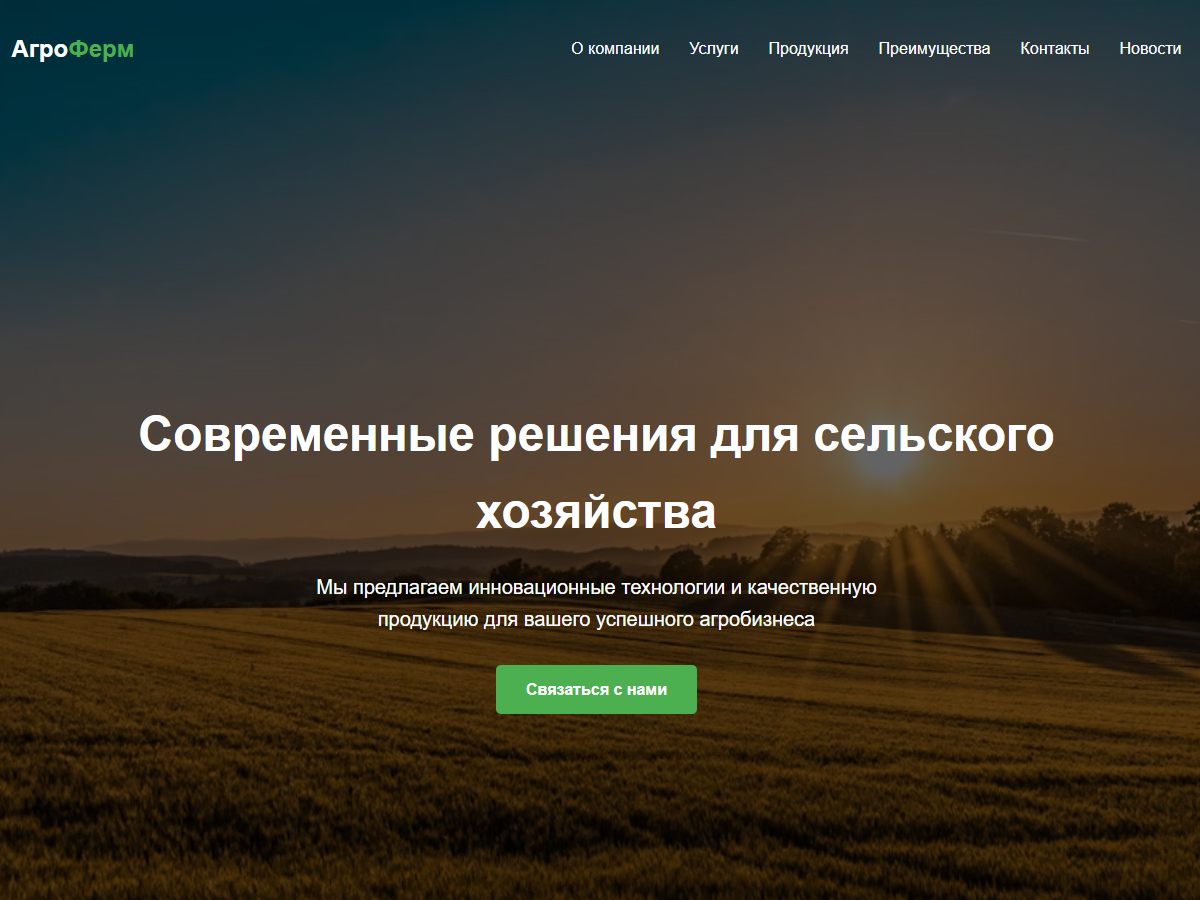 АгроФерм
О компании Услуги Продукция Преимущества Контакты Новости
Современные решения для сельского
хозяйства
Мы предлагаем инновационные технологии и качественную
продукцию для вашего успешного агробизнеса
Связаться с нами